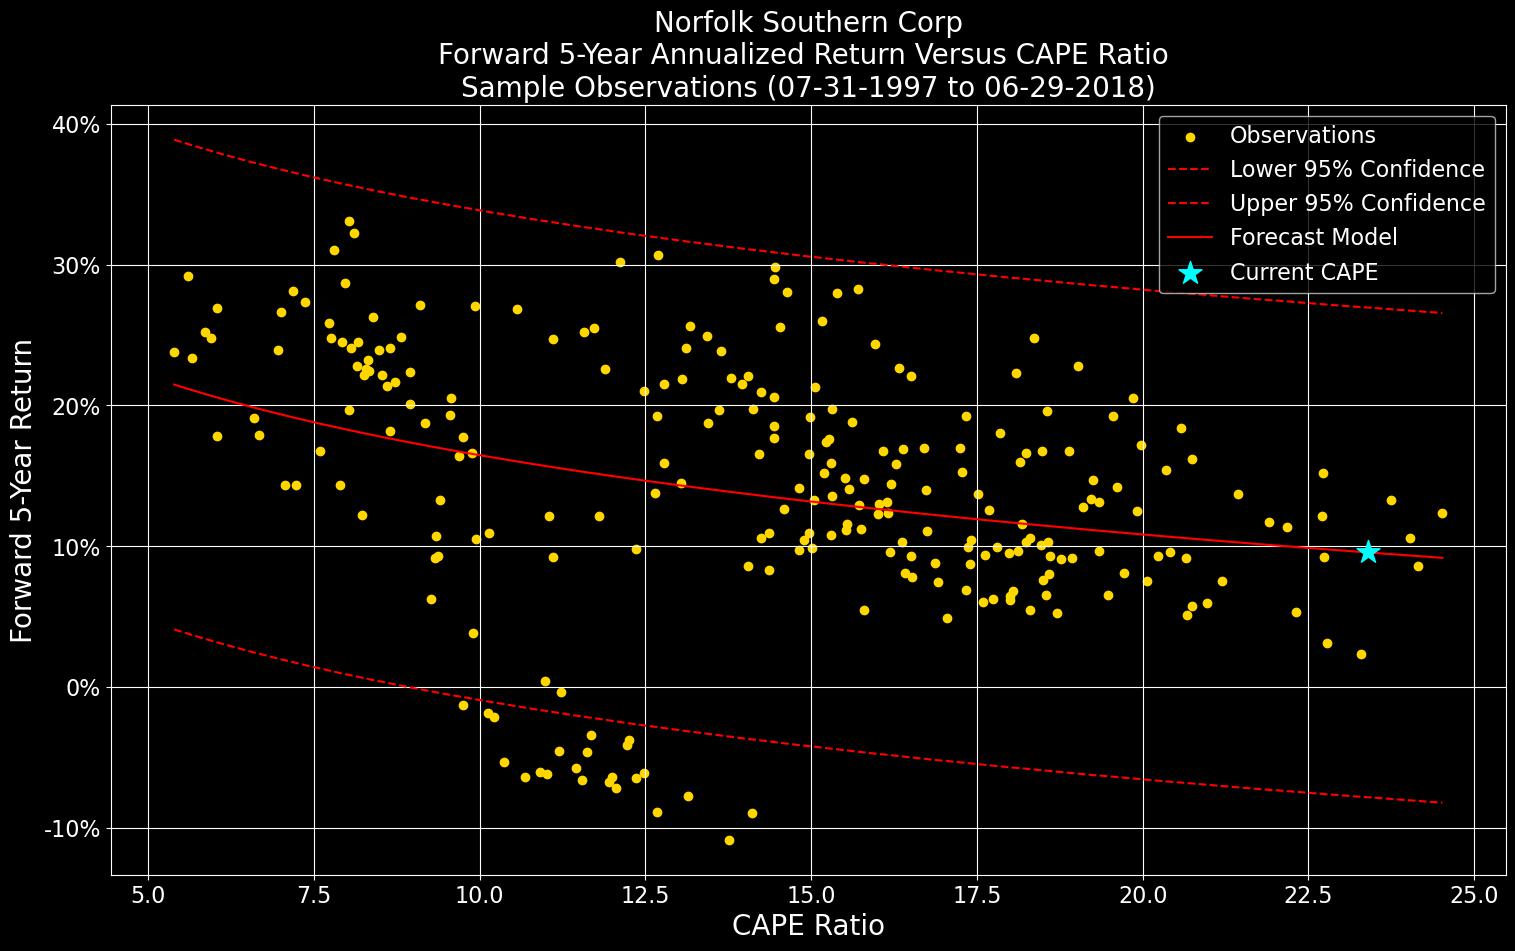 Norfolk Southern Corp
Forward 5-Year Annualized Return Versus CAPE Ratio
Sample Observations (07-31-1997 to 06-29-2018)
Observations
Lower 95% Confidence
Upper 95% Confidence
Forecast Model
Current CAPE
Forward 5-Year Return
40%
30%
20%
10%
0%
-10%
5.0 7.5 10.0 12.5 15.0 17.5 20.0 22.5 25.0
CAPE Ratio